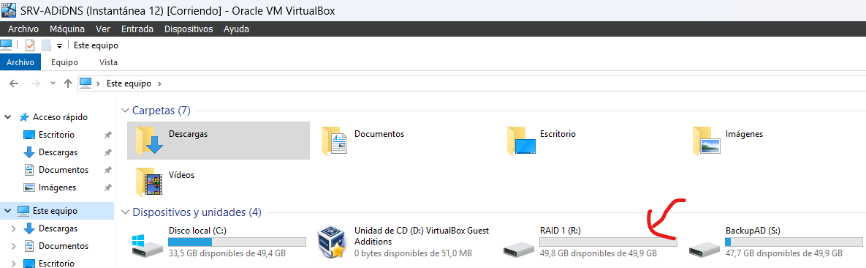 SRV-ADiDNS (Instantánea 12) [Corriendo] - Oracle VM VirtualBox
Archivo Máquina Ver Entrada Dispositivos Ayuda
Este equipo
Archivo Equipo Vista
Este equipo
Acceso rápido
Escritorio
Descargas
Documentos
Imágenes
Este equipo
Descargas
Documentos
Escritorio
Carpetas (7)
Descargas
Documentos
Escritorio
Imágenes
Vídeos
Dispositivos y unidades (4)
Disco local (C:)
33,5 GB disponibles de 49,4 GB
Unidad de CD (D:) VirtualBox Guest
Additions
0 bytes disponibles de 51,0 MB
RAID 1 (R:)
49,8 GB disponibles de 49,9 GB
BackupAD (S:)
47,7 GB disponibles de 49,9 GB